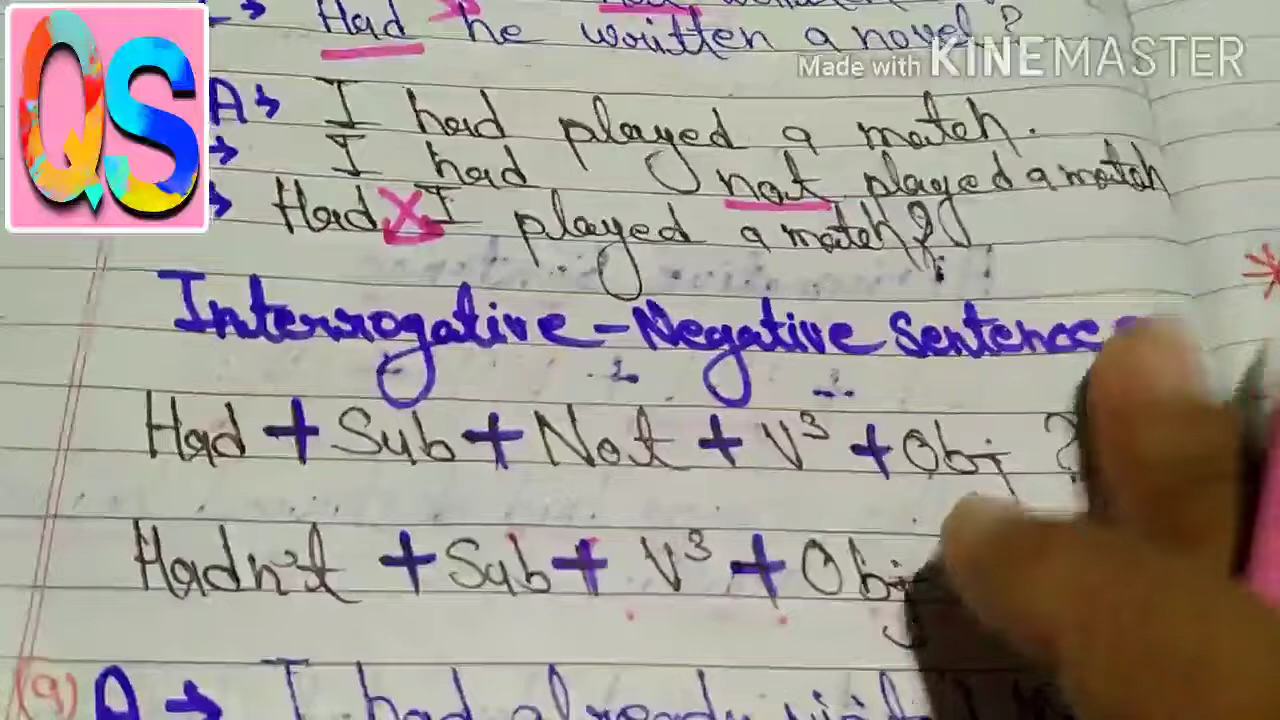 Had he written a novel?
Made with KINEMASTER
QS
A → I had played a match.
→ I had not played a match
→ Had X I played a match?
Interrogative - Negative Sentence
Had + Sub + Not + V³ + Obj ?
Hadn't + Sub + V³ + Obj
(a) A → I had already visit